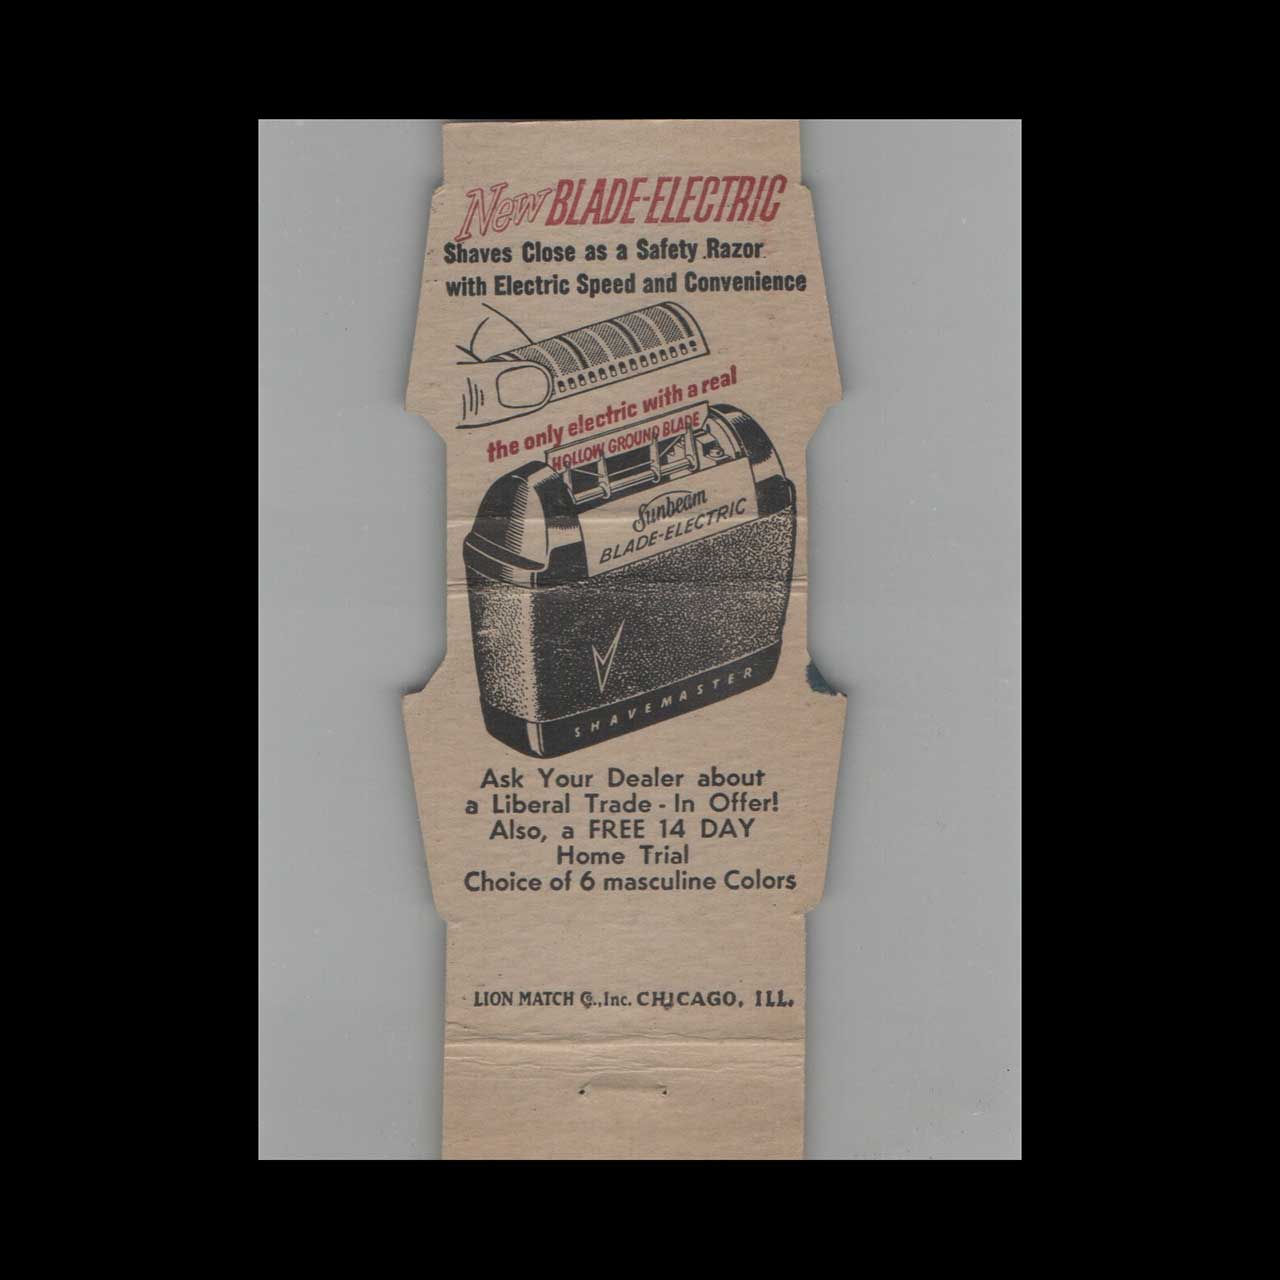 New BLADE-ELECTRIC
Shaves Close as a Safety Razor
with Electric Speed and Convenience
the only electric with a real
HOLLOW GROUND BLADE
Sunbeam
BLADE-ELECTRIC
SHAVEMASTER
Ask Your Dealer about
a Liberal Trade-In Offer!
Also, a FREE 14 DAY
Home Trial
Choice of 6 masculine Colors
LION MATCH Co., Inc. CHICAGO, ILL.